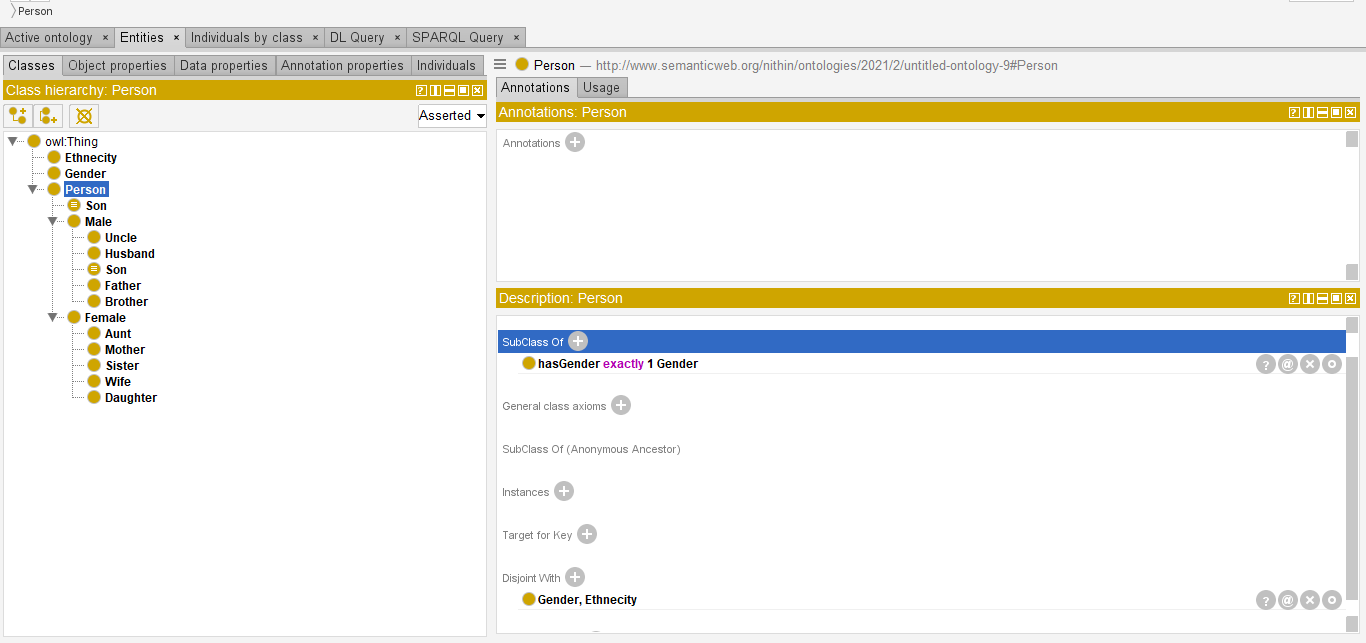 Person
Active ontology × Entities × Individuals by class × DL Query × SPARQL Query ×
Classes Object properties Data properties Annotation properties Individuals
Class hierarchy: Person
Asserted
owl:Thing
Ethnecity
Gender
Person
Son
Male
Uncle
Husband
Son
Father
Brother
Female
Aunt
Mother
Sister
Wife
Daughter
Person — http://www.semanticweb.org/nithin/ontologies/2021/2/untitled-ontology-9#Person
Annotations Usage
Annotations: Person
Annotations
Description: Person
SubClass Of
hasGender exactly 1 Gender
General class axioms
SubClass Of (Anonymous Ancestor)
Instances
Target for Key
Disjoint With
Gender, Ethnecity